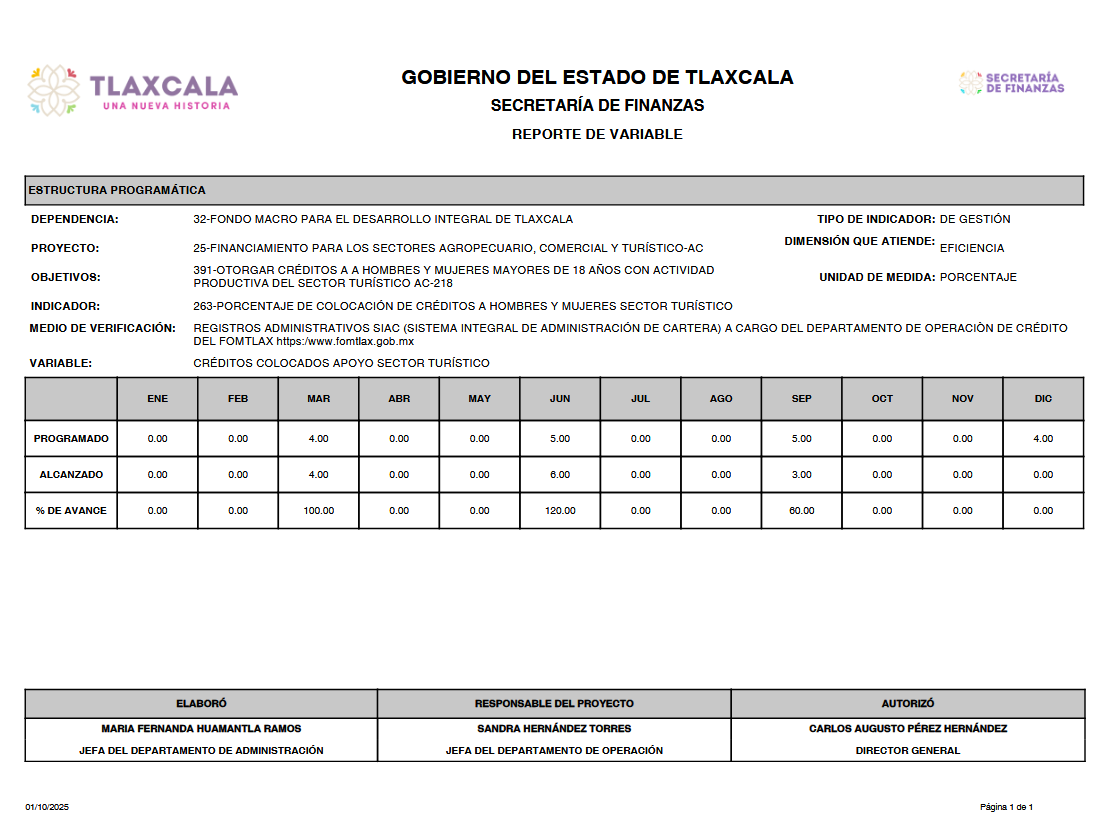 TLAXCALA
UNA NUEVA HISTORIA
GOBIERNO DEL ESTADO DE TLAXCALA
SECRETARÍA DE FINANZAS
REPORTE DE VARIABLE
SECRETARÍA
DE FINANZAS
ESTRUCTURA PROGRAMÁTICA
DEPENDENCIA: 32-FONDO MACRO PARA EL DESARROLLO INTEGRAL DE TLAXCALA TIPO DE INDICADOR: DE GESTIÓN
PROYECTO: 25-FINANCIAMIENTO PARA LOS SECTORES AGROPECUARIO, COMERCIAL Y TURÍSTICO-AC DIMENSIÓN QUE ATIENDE: EFICIENCIA
OBJETIVOS: 391-OTORGAR CRÉDITOS A A HOMBRES Y MUJERES MAYORES DE 18 AÑOS CON ACTIVIDAD
PRODUCTIVA DEL SECTOR TURÍSTICO AC-218 UNIDAD DE MEDIDA: PORCENTAJE
INDICADOR: 263-PORCENTAJE DE COLOCACIÓN DE CRÉDITOS A HOMBRES Y MUJERES SECTOR TURÍSTICO
MEDIO DE VERIFICACIÓN: REGISTROS ADMINISTRATIVOS SIAC (SISTEMA INTEGRAL DE ADMINISTRACIÓN DE CARTERA) A CARGO DEL DEPARTAMENTO DE OPERACIÒN DE CRÉDITO
DEL FOMTLAX https:/www.fomtlax.gob.mx
VARIABLE: CRÉDITOS COLOCADOS APOYO SECTOR TURÍSTICO
ENE FEB MAR ABR MAY JUN JUL AGO SEP OCT NOV DIC
PROGRAMADO 0.00 0.00 4.00 0.00 0.00 5.00 0.00 0.00 5.00 0.00 0.00 4.00
ALCANZADO 0.00 0.00 4.00 0.00 0.00 6.00 0.00 0.00 3.00 0.00 0.00 0.00
% DE AVANCE 0.00 0.00 100.00 0.00 0.00 120.00 0.00 0.00 60.00 0.00 0.00 0.00
ELABORÓ RESPONSABLE DEL PROYECTO AUTORIZÓ
MARIA FERNANDA HUAMANTLA RAMOS SANDRA HERNÁNDEZ TORRES CARLOS AUGUSTO PÉREZ HERNÁNDEZ
JEFA DEL DEPARTAMENTO DE ADMINISTRACIÓN JEFA DEL DEPARTAMENTO DE OPERACIÓN DIRECTOR GENERAL
01/10/2025 Página 1 de 1